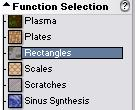 Function Selection
Plasma
Plates
Rectangles
Scales
Scratches
Sinus Synthesis